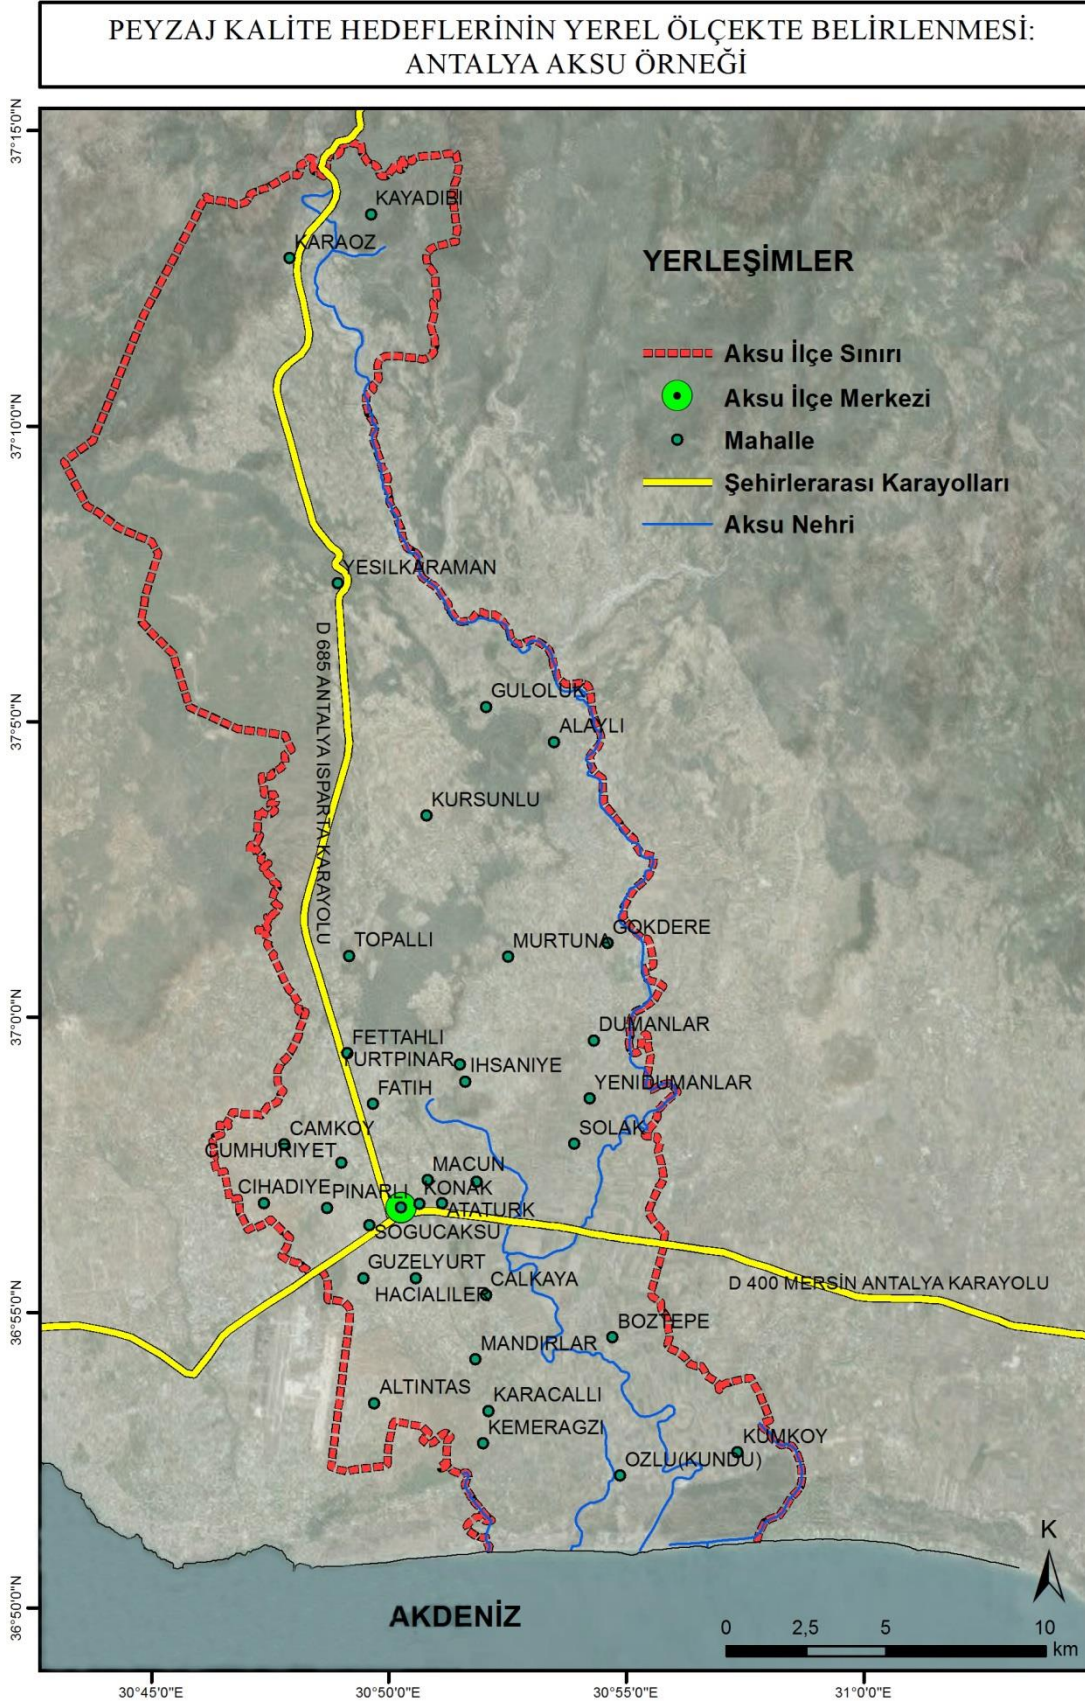 PEYZAJ KALİTE HEDEFLERİNİN YEREL ÖLÇEKTE BELİRLENMESİ:
ANTALYA AKSU ÖRNEĞİ
37°15'0"N
KAYADIBI
KARAOZ
YERLEŞİMLER
Aksu İlçe Sınırı
Aksu İlçe Merkezi
37°10'0"N
Mahalle
Şehirlerarası Karayolları
Aksu Nehri
YESILKARAMAN
D 685 ANTALYA ISPARTA KARAYOLU
GULOLUK
37°5'0"N
ALAYLI
KURSUNLU
TOPALLI
MURTUNA
GOKDERE
37°0'0"N
DUMANLAR
FETTAHLI
YURTPINAR
IHSANIYE
FATIH
YENIDUMANLAR
CAMKOY
SOLAK
CUMHURIYET
MACUN
CIHADIYE
PINARLI
KONAK
ATATURK
SOGUCAKSU
GUZELYURT
CALKAYA
D 400 MERSİN ANTALYA KARAYOLU
HACIALILER
36°55'0"N
BOZTEPE
MANDIRLAR
ALTINTAS
KARACALLI
KEMERAGZI
KUMKOY
OZLU(KUNDU)
K
36°50'0"N
AKDENİZ
0 2,5 5 10
km
30°45'0"E 30°50'0"E 30°55'0"E 31°0'0"E